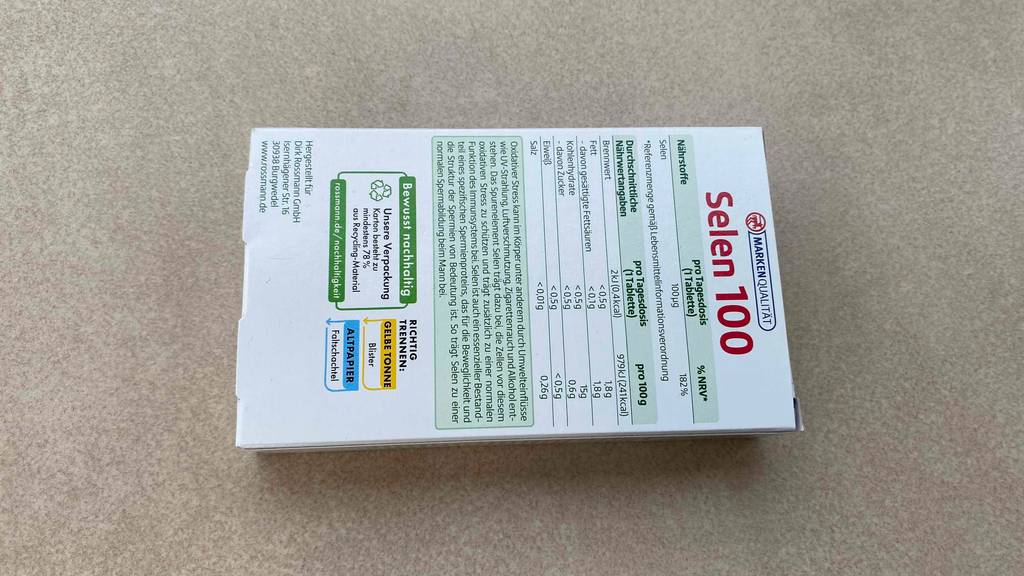 MARKENQUALITÄT
Selen 100
Nährstoffe pro Tagesdosis % NRV*
(1 Tablette)
Selen 100µg 182%
*Referenzmenge gemäß Lebensmittelinformationsverordnung
Durchschnittliche pro Tagesdosis pro 100g
Nährwertangaben (1 Tablette)
Brennwert 2kJ (0,4kcal) 979kJ (241kcal)
Fett <0,5g 1,8g
- davon gesättigte Fettsäuren <0,1g 1,8g
Kohlenhydrate <0,5g 15g
- davon Zucker <0,5g 0,6g
Eiweiß <0,5g <0,5g
Salz <0,01g 0,26g
Oxidativer Stress kann im Körper unter anderem durch Umwelteinflüsse
wie UV-Strahlung, Luftverschmutzung, Zigarettenrauch und Alkohol ent-
stehen. Das Spurenelement Selen trägt dazu bei, die Zellen vor diesem
oxidativen Stress zu schützen und trägt zusätzlich zu einer normalen
Funktion des Immunsystems bei. Selen ist auch ein essenzieller Bestand-
teil eines spezifischen Spermienproteins, das für die Beweglichkeit und
die Struktur der Spermien von Bedeutung ist. So trägt Selen zu einer
normalen Spermabildung beim Mann bei.
Bewusst nachhaltig
Unsere Verpackung
Karton besteht zu
mindestens 78%
aus Recycling-Material
rossmann.de/nachhaltigkeit
RICHTIG
TRENNEN:
GELBE TONNE
Blister
ALTPAPIER
Faltschachtel
Hergestellt für
Dirk Rossmann GmbH
Isernhägener Str. 16
30938 Burgwedel
www.rossmann.de